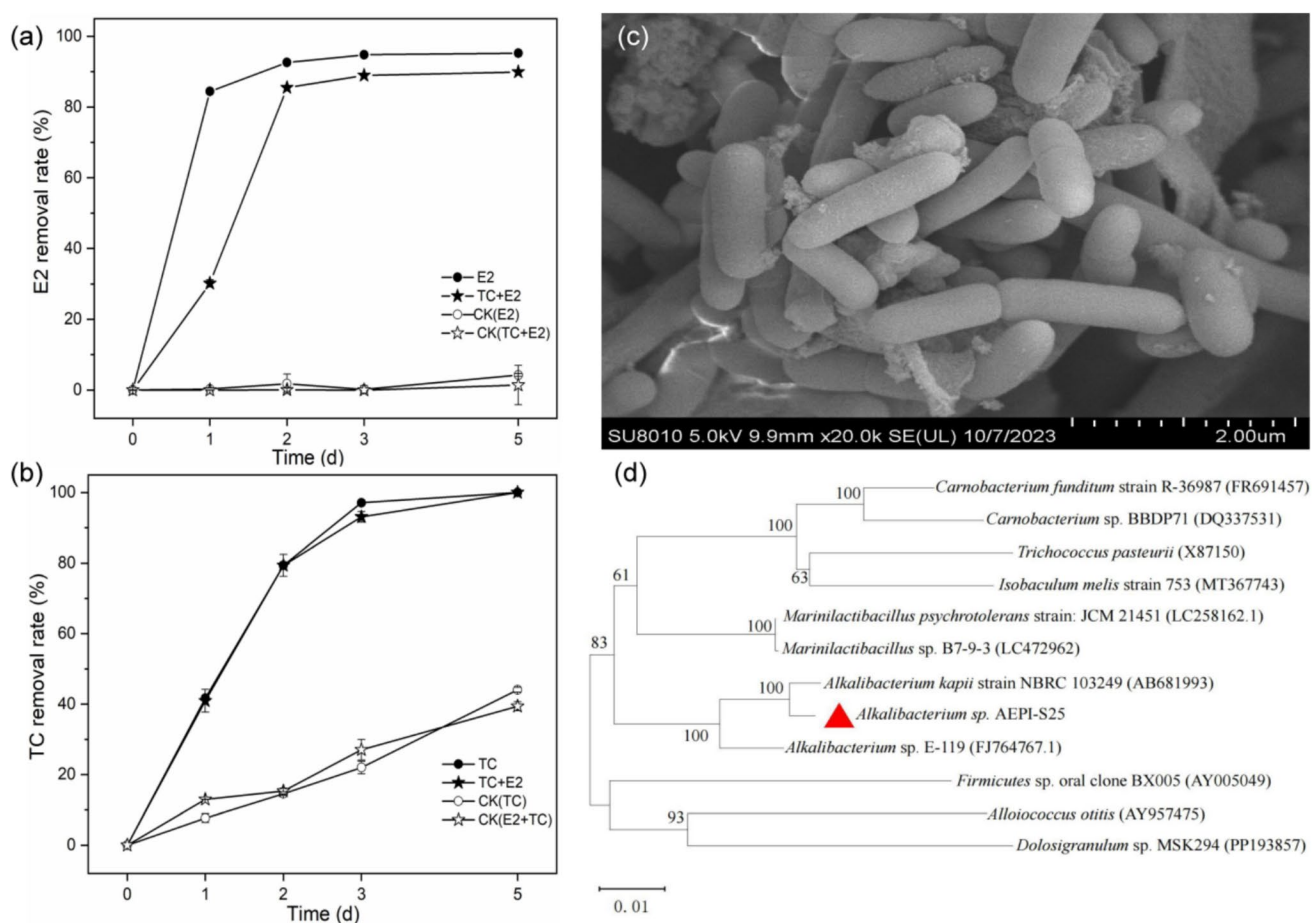 (a)
100
80
60
40
20
0
E2 removal rate (%)
E2
TC+E2
CK(E2)
CK(TC+E2)
0 1 2 3 5
Time (d)
(b)
100
80
60
40
20
0
TC removal rate (%)
TC
TC+E2
CK(TC)
CK(E2+TC)
0 1 2 3 5
Time (d)
(c)
SU8010 5.0kV 9.9mm x20.0k SE(UL) 10/7/2023 2.00um
(d)
100 Carnobacterium funditum strain R-36987 (FR691457)
100 Carnobacterium sp. BBDP71 (DQ337531)
Trichococcus pasteurii (X87150)
63 Isobaculum melis strain 753 (MT367743)
61
100 Marinilactibacillus psychrotolerans strain: JCM 21451 (LC258162.1)
Marinilactibacillus sp. B7-9-3 (LC472962)
83
100 Alkalibacterium kapii strain NBRC 103249 (AB681993)
Alkalibacterium sp. AEPI-S25
100 Alkalibacterium sp. E-119 (FJ764767.1)
Firmicutes sp. oral clone BX005 (AY005049)
93 Alloiococcus otitis (AY957475)
Dolosigranulum sp. MSK294 (PP193857)
0.01